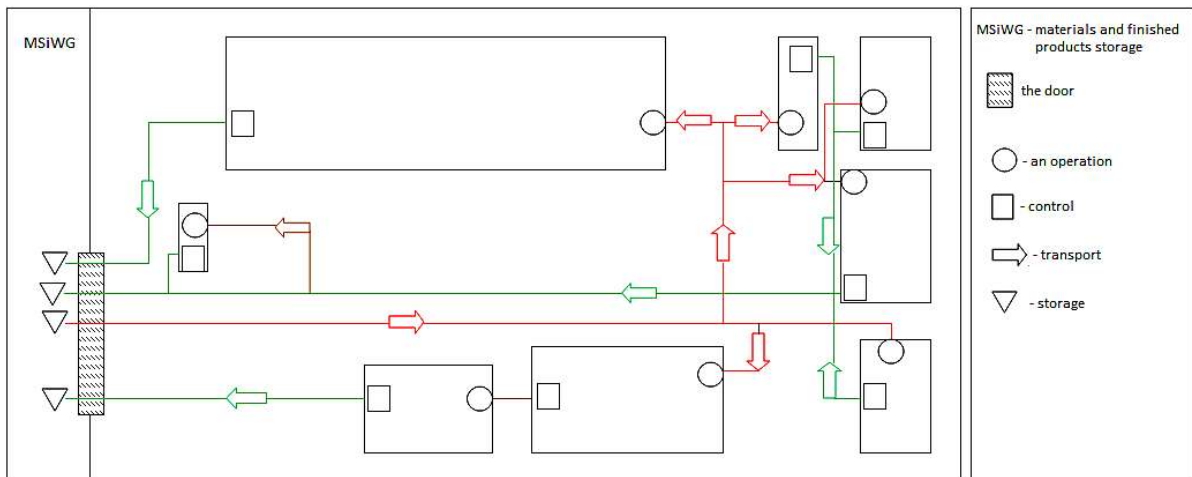 MSiWG
MSiWG - materials and finished
products storage
the door
- an operation
- control
- transport
- storage